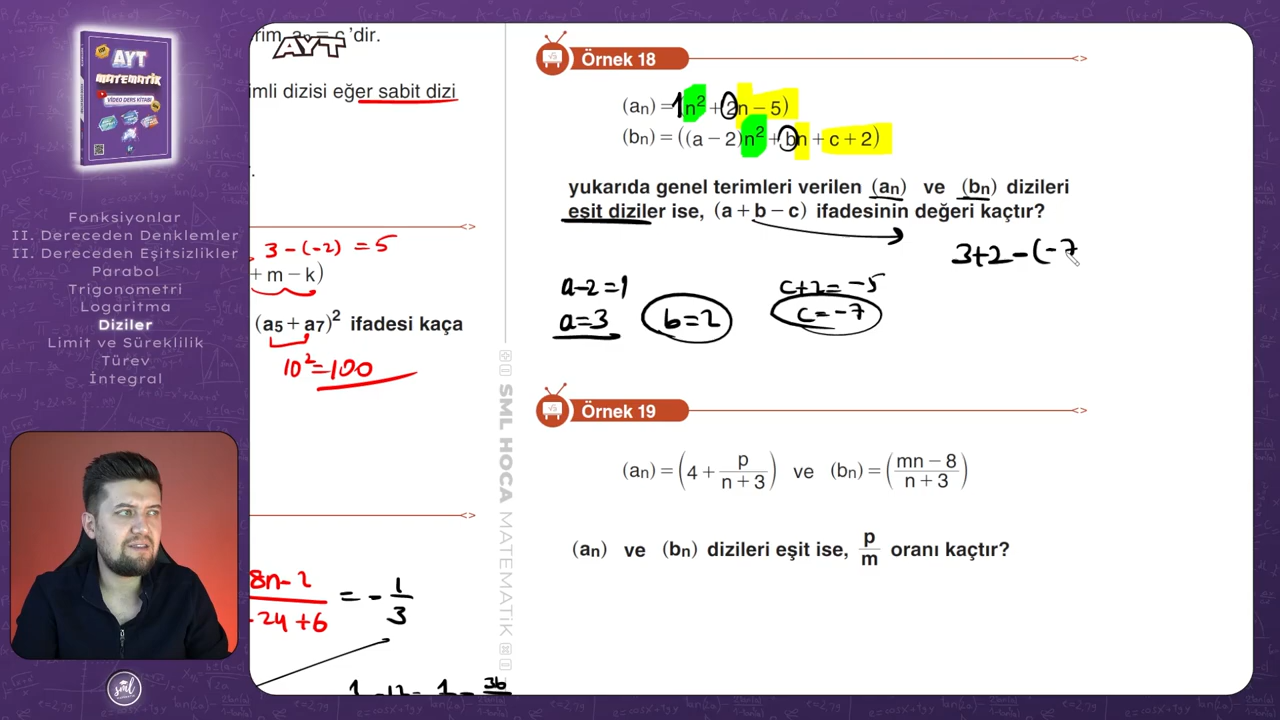 AYT
MATEMATİK
VİDEO DERS KİTABI
Fonksiyonlar
II. Dereceden Denklemler
II. Dereceden Eşitsizlikler
Parabol
Trigonometri
Logaritma
Diziler
Limit ve Süreklilik
Türev
İntegral
sml
AYT
imli dizisi eğer sabit dizi
3 - (-2) = 5
+ m - k)
(a5 + a7)² ifadesi kaça
10² = 100
8n - 2
-24 + 6
= - 1/3
SML HOCA MATEMATİK
Örnek 18
(an) = 1n² + 2n - 5)
(bn) = ((a - 2)n² + bn + c + 2)
yukarıda genel terimleri verilen (an) ve (bn) dizileri
eşit diziler ise, (a + b - c) ifadesinin değeri kaçtır?
3+2-(-7
a-2=1
c+2=-5
a=3
b=2
c=-7
Örnek 19
(an) = (4 + p/(n + 3)) ve (bn) = ((mn - 8)/(n + 3))
(an) ve (bn) dizileri eşit ise, p/m oranı kaçtır?